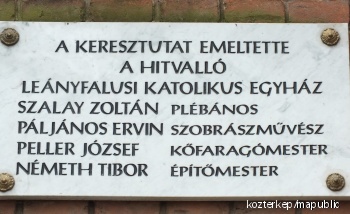 A KERESZTUTAT EMELTETTE
A HITVALLÓ
LEÁNYFALUSI KATOLIKUS EGYHÁZ
SZALAY ZOLTÁN PLÉBÁNOS
PÁLJÁNOS ERVIN SZOBRÁSZMŰVÉSZ
PELLER JÓZSEF KŐFARAGÓMESTER
NÉMETH TIBOR ÉPÍTŐMESTER
kozterkep/mapublic